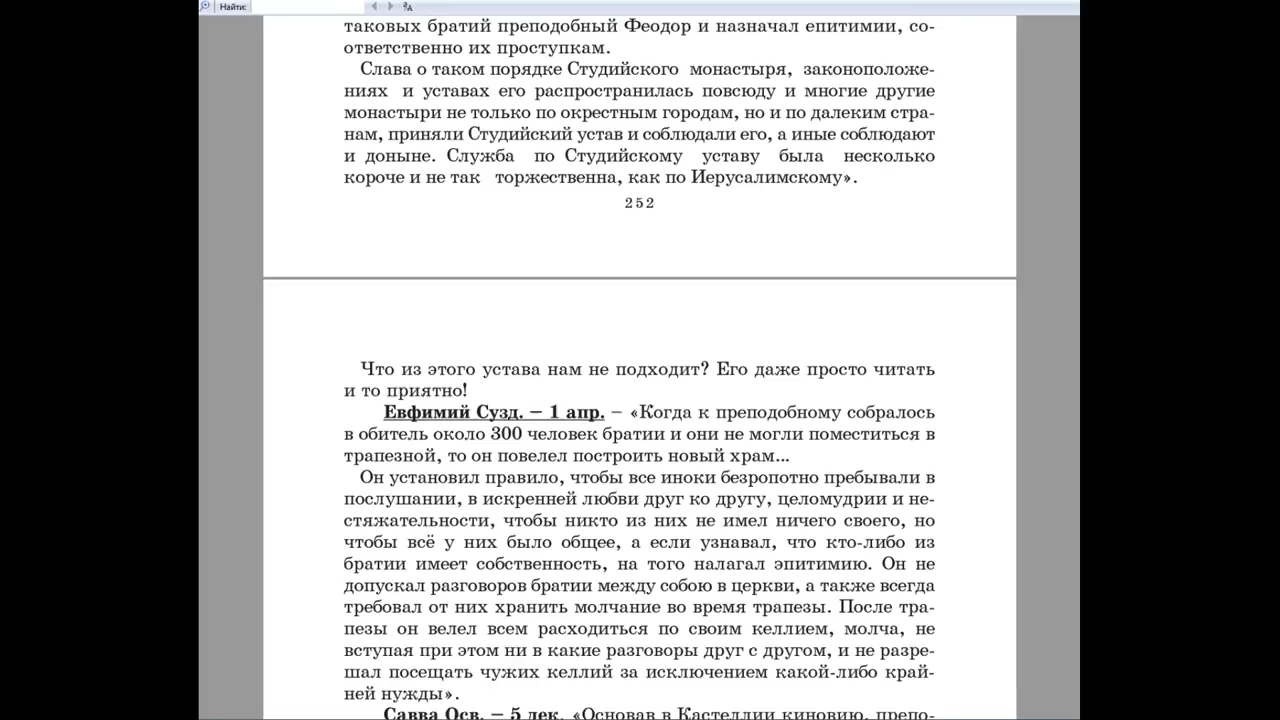 Найти:
таковых братий преподобный Феодор и назначал епитимии, со-
ответственно их проступкам.
Слава о таком порядке Студийского монастыря, законоположе-
ниях и уставах его распространилась повсюду и многие другие
монастыри не только по окрестным городам, но и по далеким стра-
нам, приняли Студийский устав и соблюдали его, а иные соблюдают
и доныне. Служба по Студийскому уставу была несколько
короче и не так торжественна, как по Иерусалимскому».
252
Что из этого устава нам не подходит? Его даже просто читать
и то приятно!
Евфимий Сузд. – 1 апр. – «Когда к преподобному собралось
в обитель около 300 человек братии и они не могли поместиться в
трапезной, то он повелел построить новый храм...
Он установил правило, чтобы все иноки безропотно пребывали в
послушании, в искренней любви друг ко другу, целомудрии и не-
стяжательности, чтобы никто из них не имел ничего своего, но
чтобы всё у них было общее, а если узнавал, что кто-либо из
братии имеет собственность, на того налагал эпитимию. Он не
допускал разговоров братии между собою в церкви, а также всегда
требовал от них хранить молчание во время трапезы. После тра-
пезы он велел всем расходиться по своим келлием, молча, не
вступая при этом ни в какие разговоры друг с другом, и не разре-
шал посещать чужих келлий за исключением какой-либо край-
ней нужды».
Савва Осв. – 5 дек. «Основав в Кастеллии киновию, препо-